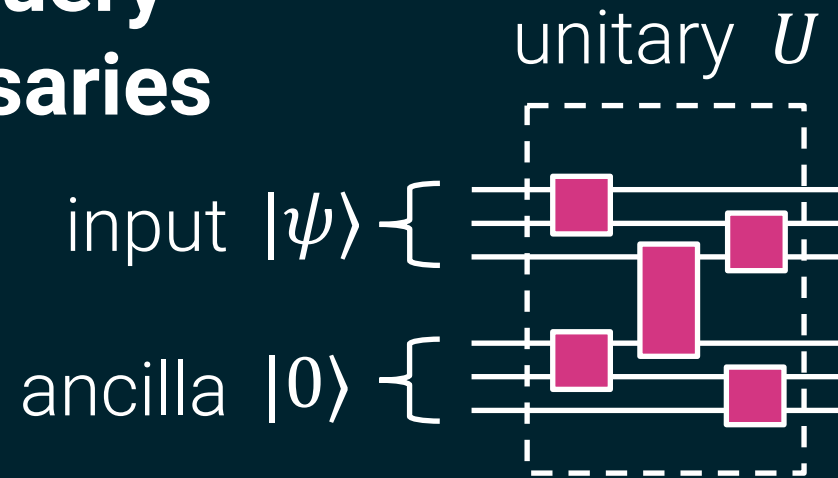 saries
unitary U
input |ψ⟩
ancilla |0⟩